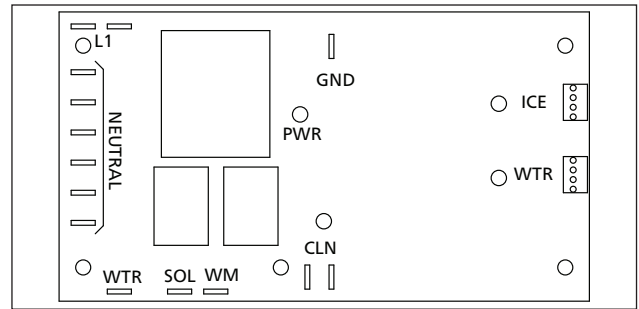 L1
GND
ICE
PWR
NEUTRAL
WTR
CLN
WTR SOL WM